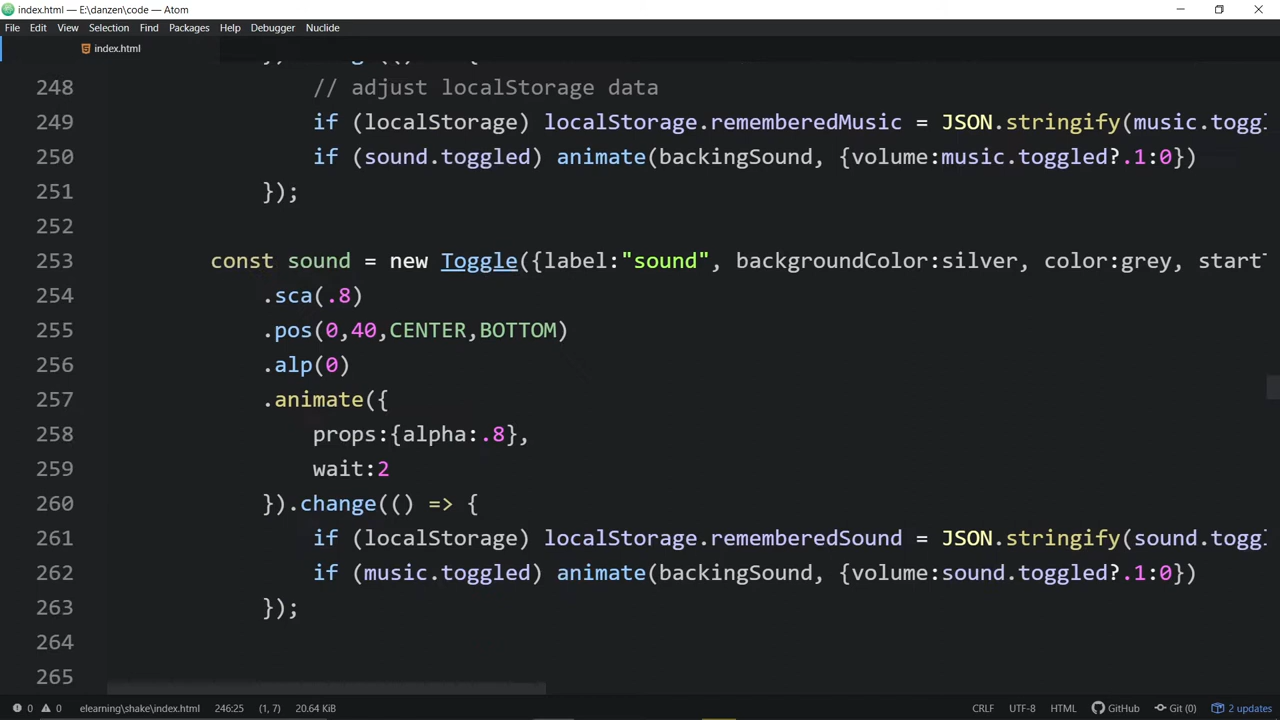 index.html — E:\danzen\code — Atom
File Edit View Selection Find Packages Help Debugger Nuclide
index.html
248 // adjust localStorage data
249 if (localStorage) localStorage.rememberedMusic = JSON.stringify(music.toggl
250 if (sound.toggled) animate(backingSound, {volume:music.toggled?.1:0})
251 });
252
253 const sound = new Toggle({label:"sound", backgroundColor:silver, color:grey, start
254 .sca(.8)
255 .pos(0,40,CENTER,BOTTOM)
256 .alp(0)
257 .animate({
258 props:{alpha:.8},
259 wait:2
260 }).change(() => {
261 if (localStorage) localStorage.rememberedSound = JSON.stringify(sound.toggl
262 if (music.toggled) animate(backingSound, {volume:sound.toggled?.1:0})
263 });
264
265
0 0 elearning\shake\index.html 246:25 (1, 7) 20.64 KiB CRLF UTF-8 HTML GitHub Git (0) 2 updates